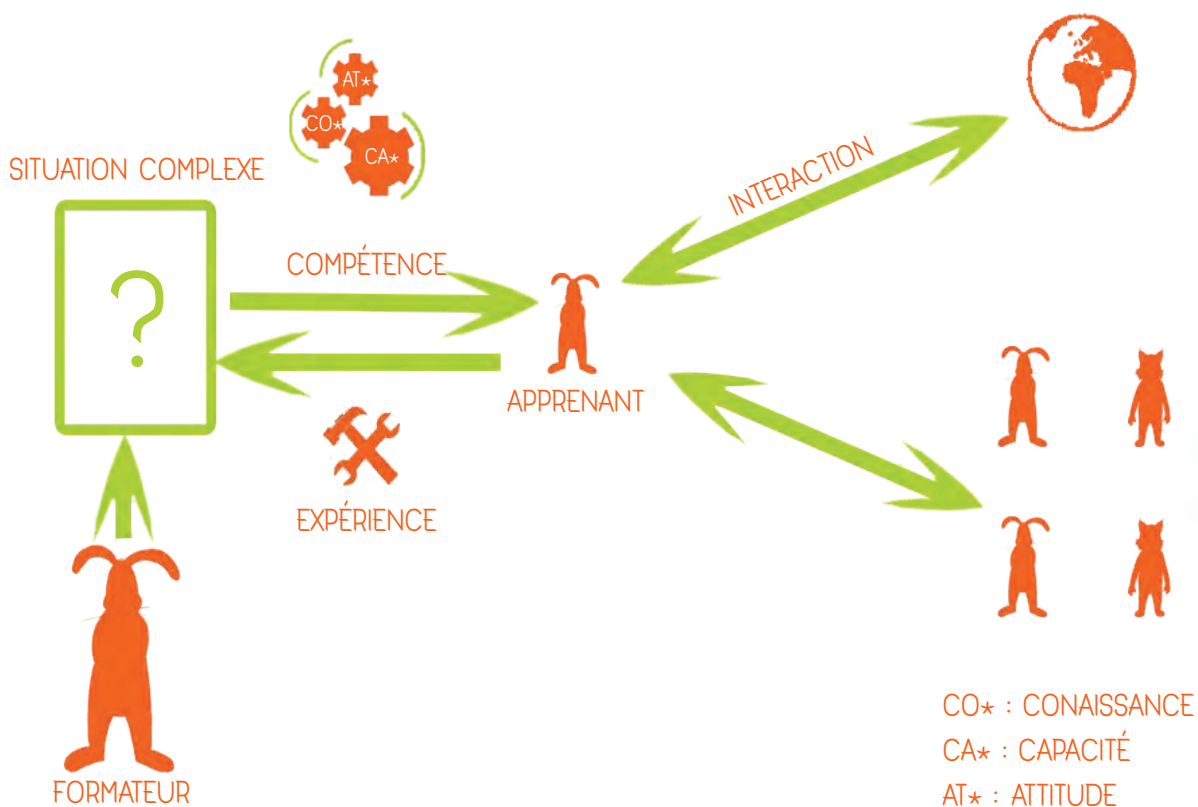 AT*
CO*
CA*
SITUATION COMPLEXE
?
COMPÉTENCE
INTERACTION
APPRENANT
EXPÉRIENCE
FORMATEUR
CO* : CONAISSANCE
CA* : CAPACITÉ
AT* : ATTITUDE